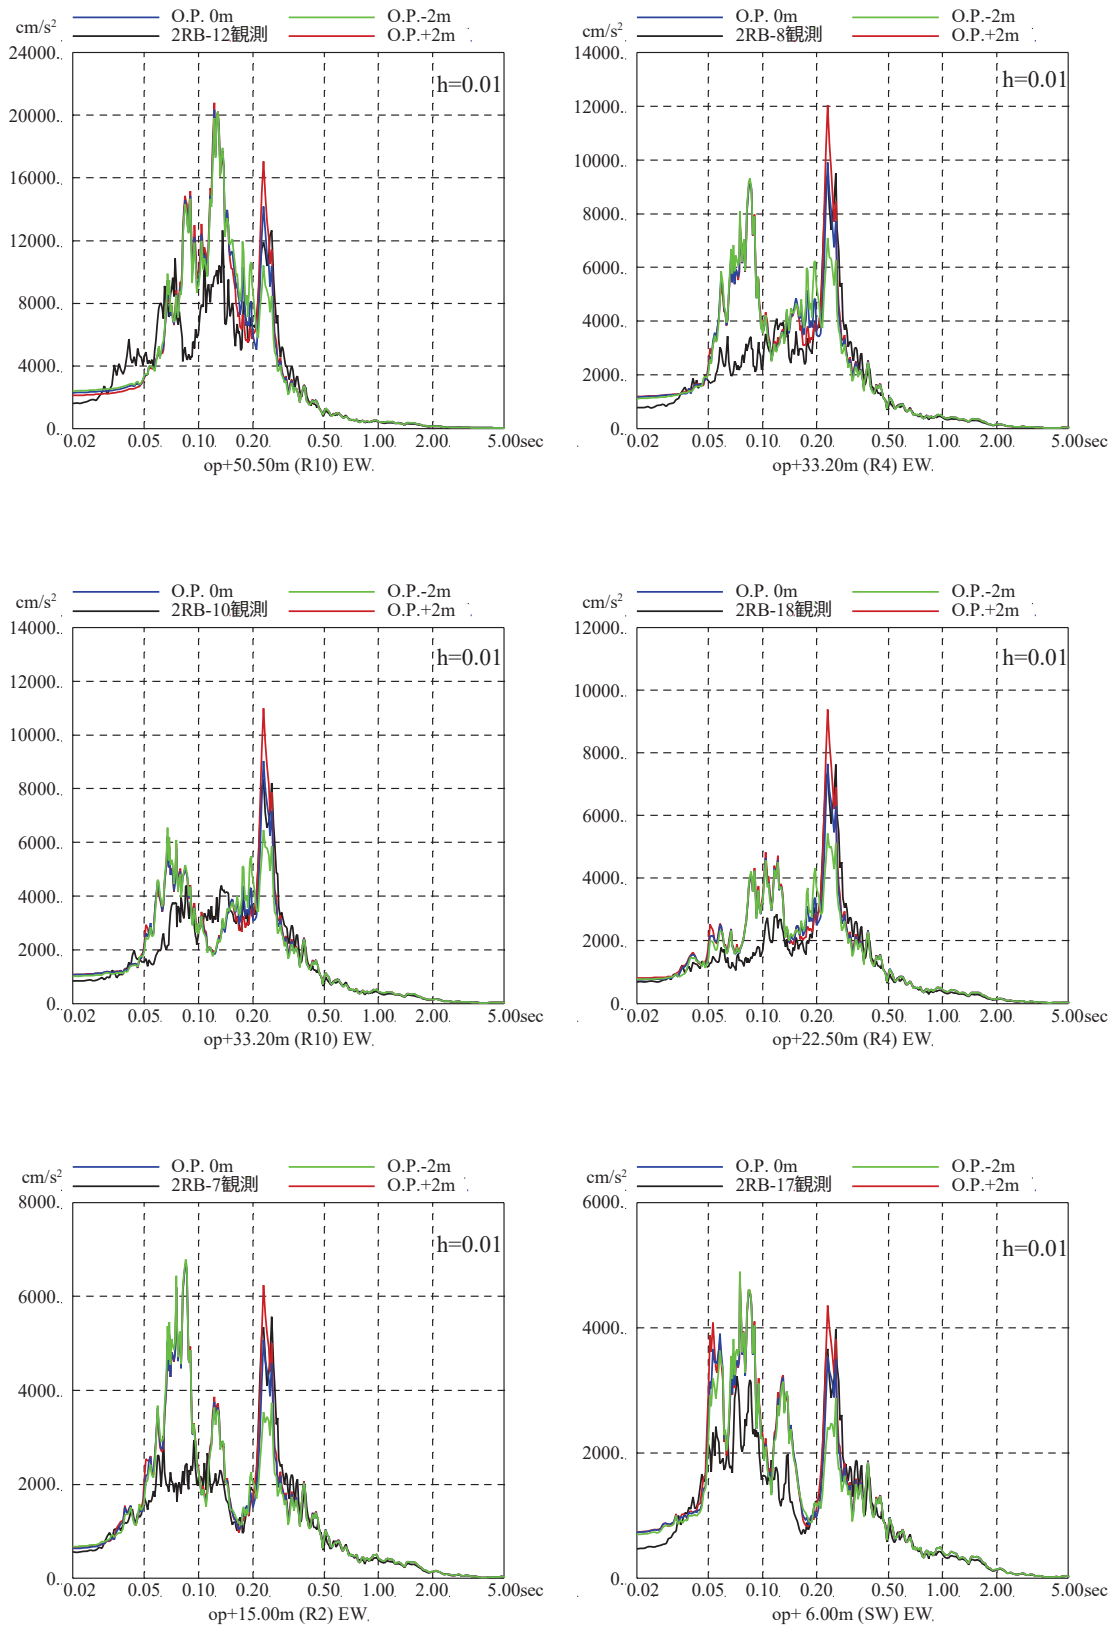 cm/s²
O.P. 0m
O.P.-2m
2RB-12観測
O.P.+2m
24000.
20000.
16000.
12000.
8000.
4000.
0.
h=0.01
0.02 0.05 0.10 0.20 0.50 1.00 2.00 5.00sec
op+50.50m (R10) EW.
cm/s²
O.P. 0m
O.P.-2m
2RB-8観測
O.P.+2m
14000.
12000.
10000.
8000.
6000.
4000.
2000.
0.
h=0.01
0.02 0.05 0.10 0.20 0.50 1.00 2.00 5.00sec
op+33.20m (R4) EW.
cm/s²
O.P. 0m
O.P.-2m
2RB-10観測
O.P.+2m
14000.
12000.
10000.
8000.
6000.
4000.
2000.
0.
h=0.01
0.02 0.05 0.10 0.20 0.50 1.00 2.00 5.00sec
op+33.20m (R10) EW.
cm/s²
O.P. 0m
O.P.-2m
2RB-18観測
O.P.+2m
12000.
10000.
8000.
6000.
4000.
2000.
0.
h=0.01
0.02 0.05 0.10 0.20 0.50 1.00 2.00 5.00sec
op+22.50m (R4) EW.
cm/s²
O.P. 0m
O.P.-2m
2RB-7観測
O.P.+2m
8000.
6000.
4000.
2000.
0.
h=0.01
0.02 0.05 0.10 0.20 0.50 1.00 2.00 5.00sec
op+15.00m (R2) EW.
cm/s²
O.P. 0m
O.P.-2m
2RB-17観測
O.P.+2m
6000.
4000.
2000.
0.
h=0.01
0.02 0.05 0.10 0.20 0.50 1.00 2.00 5.00sec
op+ 6.00m (SW) EW.